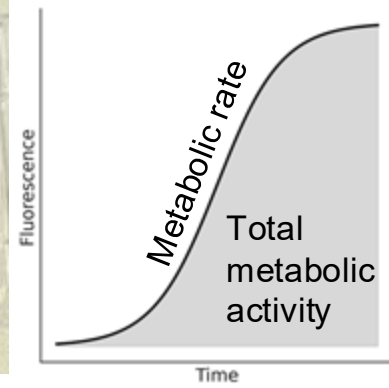 Fluorescence
Metabolic rate
Total
metabolic
activity
Time